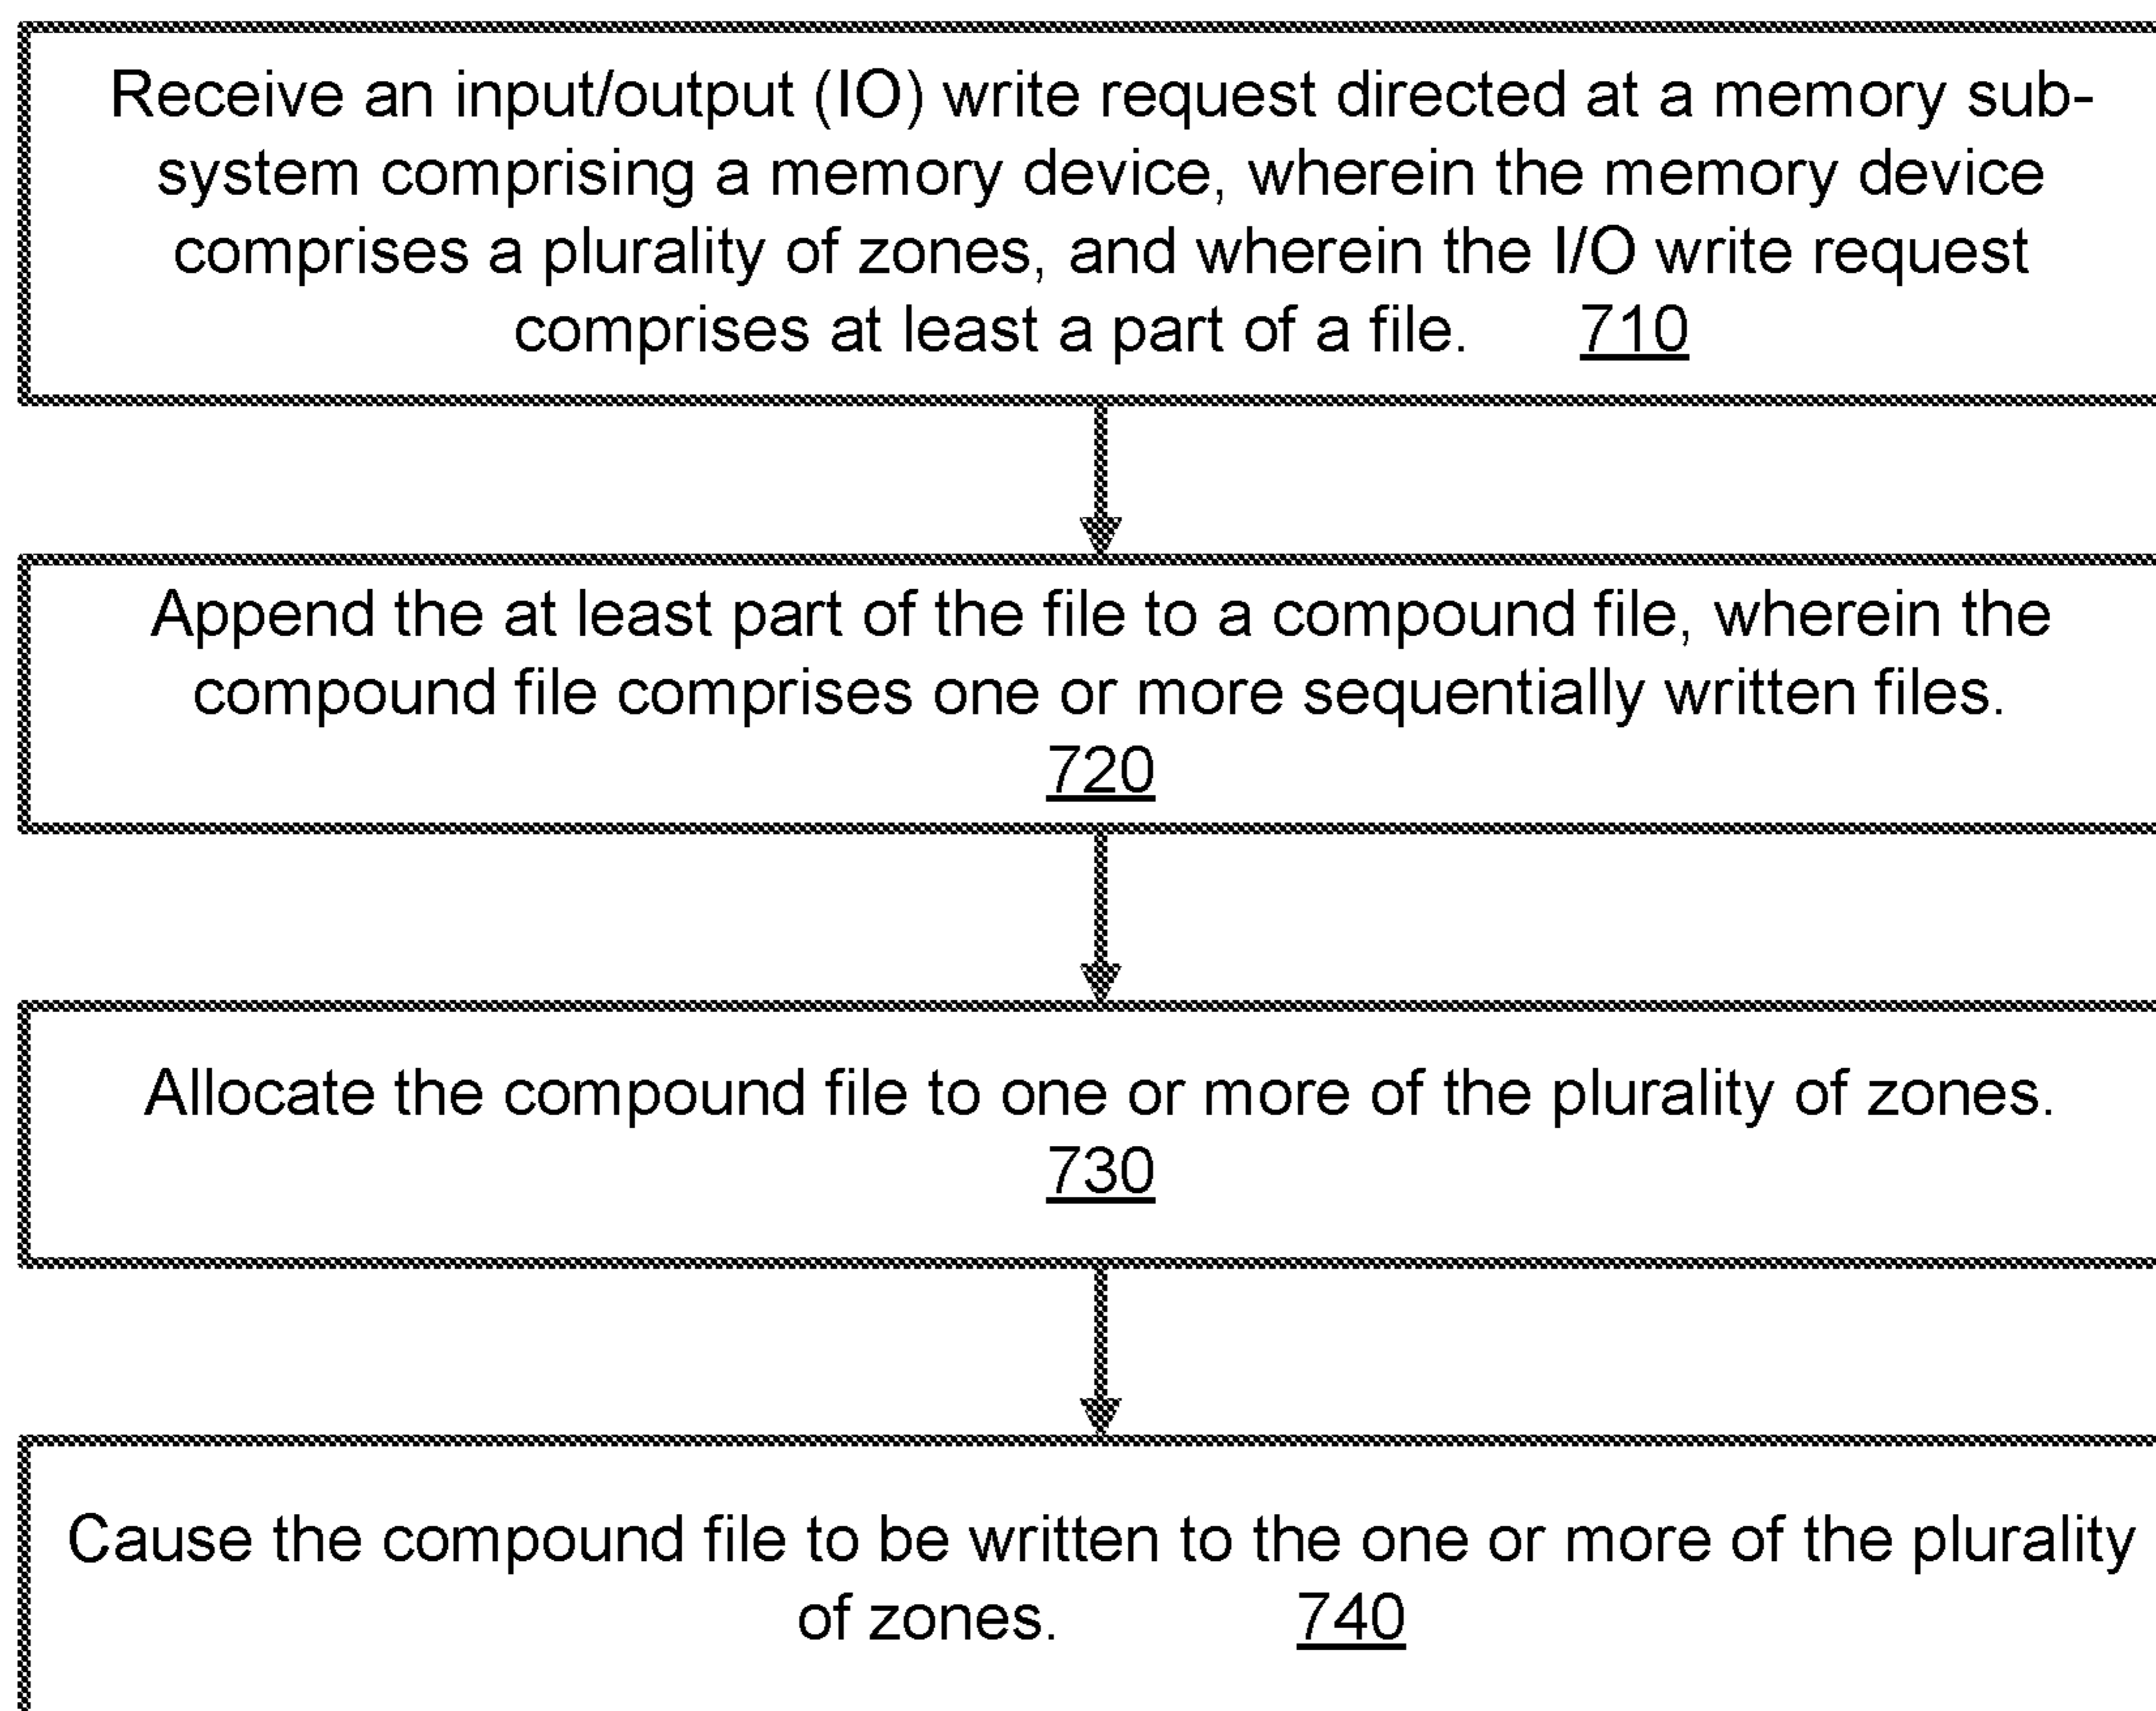 Receive an input/output (IO) write request directed at a memory sub-
system comprising a memory device, wherein the memory device
comprises a plurality of zones, and wherein the I/O write request
comprises at least a part of a file. 710
Append the at least part of the file to a compound file, wherein the
compound file comprises one or more sequentially written files.
720
Allocate the compound file to one or more of the plurality of zones.
730
Cause the compound file to be written to the one or more of the plurality
of zones. 740